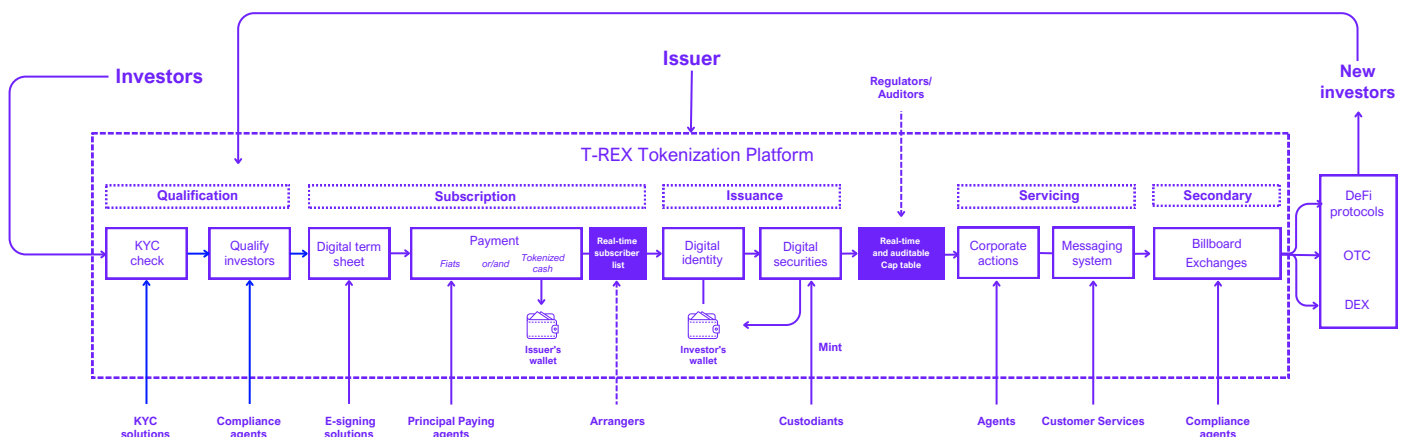 Issuer
Investors
Regulators/
Auditors
New
investors
T-REX Tokenization Platform
Qualification
Subscription
Issuance
Servicing
Secondary
KYC
check
Qualify
investors
Digital term
sheet
Payment
Fiats
or/and
Tokenized
cash
Real-time
subscriber
list
Digital
identity
Digital
securities
Real-time
and auditable
Cap table
Corporate
actions
Messaging
system
Billboard
Exchanges
DeFi
protocols
OTC
DEX
Issuer's
wallet
Investor's
wallet
Mint
KYC
solutions
Compliance
agents
E-signing
solutions
Principal Paying
agents
Arrangers
Custodiants
Agents
Customer Services
Compliance
agents